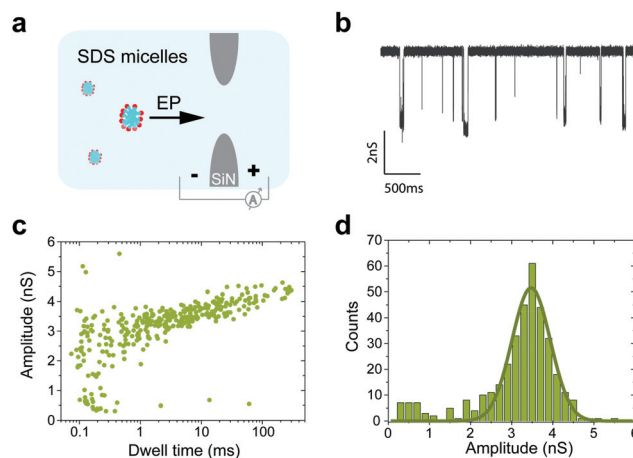 a
SDS micelles
EP
-
+
SiN
A
b
2nS
500ms
c
Amplitude (nS)
6
5
4
3
2
1
0
0.1
1
10
100
Dwell time (ms)
d
Counts
70
60
50
40
30
20
10
0
0
1
2
3
4
5
6
Amplitude (nS)